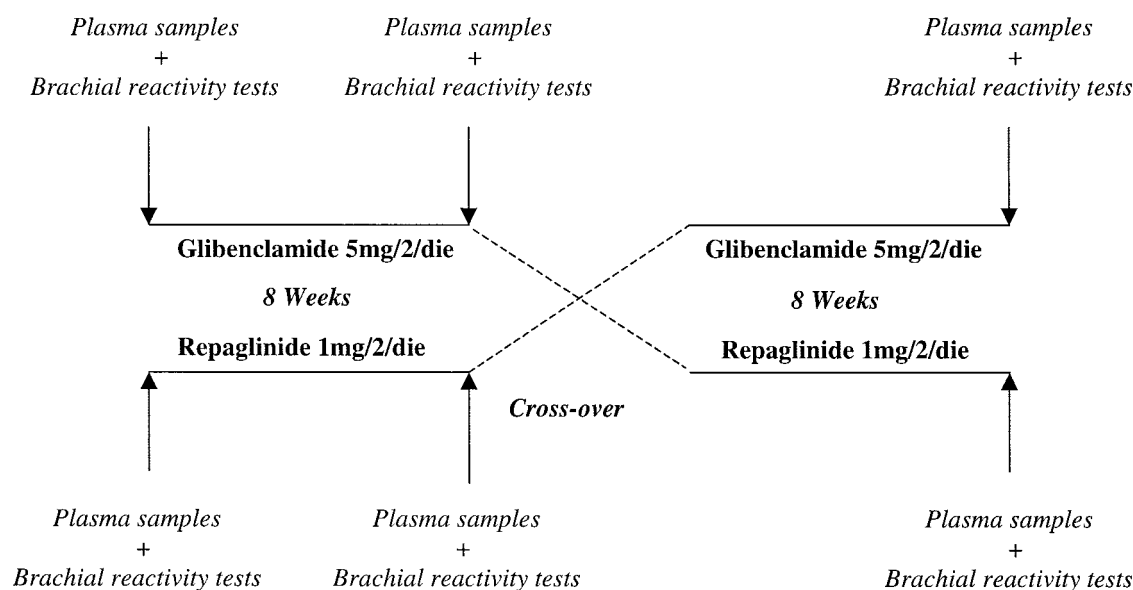 Plasma samples
+
Brachial reactivity tests
Plasma samples
+
Brachial reactivity tests
Plasma samples
+
Brachial reactivity tests
Glibenclamide 5mg/2/die
8 Weeks
Repaglinide 1mg/2/die
Glibenclamide 5mg/2/die
8 Weeks
Repaglinide 1mg/2/die
Cross-over
Plasma samples
+
Brachial reactivity tests
Plasma samples
+
Brachial reactivity tests
Plasma samples
+
Brachial reactivity tests